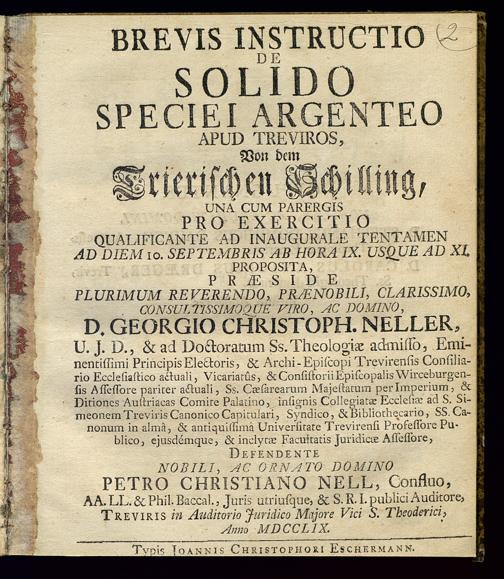 2
BREVIS INSTRUCTIO
DE
SOLIDO
SPECIEI ARGENTEO
APUD TREVIROS,
Von dem
Trierischen Schilling,
UNA CUM PARERGIS
PRO EXERCITIO
QUALIFICANTE AD INAUGURALE TENTAMEN
AD DIEM 10. SEPTEMBRIS AB HORA IX. USQUE AD XI.
PROPOSITA,
PRÆSIDE
PLURIMUM REVERENDO, PRÆNOBILI, CLARISSIMO,
CONSULTISSIMOQUE VIRO, AC DOMINO,
D. GEORGIO CHRISTOPH. NELLER,
U. J. D., & ad Doctoratum Ss. Theologiæ admisso, Emi-
nentissimi Principis Electoris, & Archi-Episcopi Trevirensis Consilia-
rio Ecclesiastico actuali, Vicariatûs, & Consistorii Episcopalis Wirceburgen-
sis Assessore pariter actuali, Ss. Cæsarearum Majestatum per Imperium, &
Ditiones Austriacas Comite Palatino, insignis Collegiatæ Ecclesiæ ad S. Si-
meonem Treviris Canonico Capitulari, Syndico, & Bibliothecario, SS. Ca-
nonum in almâ, & antiquissimâ Universitate Trevirensi Professore Pu-
blico, ejusdémque, & inclytæ Facultatis Juridicæ Assessore,
DEFENDENTE
NOBILI, AC ORNATO DOMINO
PETRO CHRISTIANO NELL, Confluo,
AA. LL. & Phil. Baccal., Juris utriusque, & S. R. I. publici Auditore,
TREVIRIS in Auditorio Juridico Majore Vici S. Theoderici,
Anno MDCCLIX.
Typis JOANNIS CHRISTOPHORI ESCHERMANN.